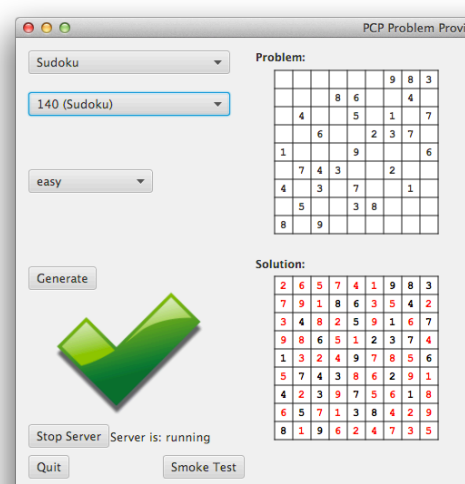 PCP Problem Provi
Sudoku
140 (Sudoku)
easy
Generate
Stop Server Server is: running
Quit Smoke Test
Problem:
9 8 3
8 6 4
4 5 1 7
6 2 3 7
1 9 6
7 4 3 2
4 3 7 1
5 3 8
8 9
Solution:
2 6 5 7 4 1 9 8 3
7 9 1 8 6 3 5 4 2
3 4 8 2 5 9 1 6 7
9 8 6 5 1 2 3 7 4
1 3 2 4 9 7 8 5 6
5 7 4 3 8 6 2 9 1
4 2 3 9 7 5 6 1 8
6 5 7 1 3 8 4 2 9
8 1 9 6 2 4 7 3 5